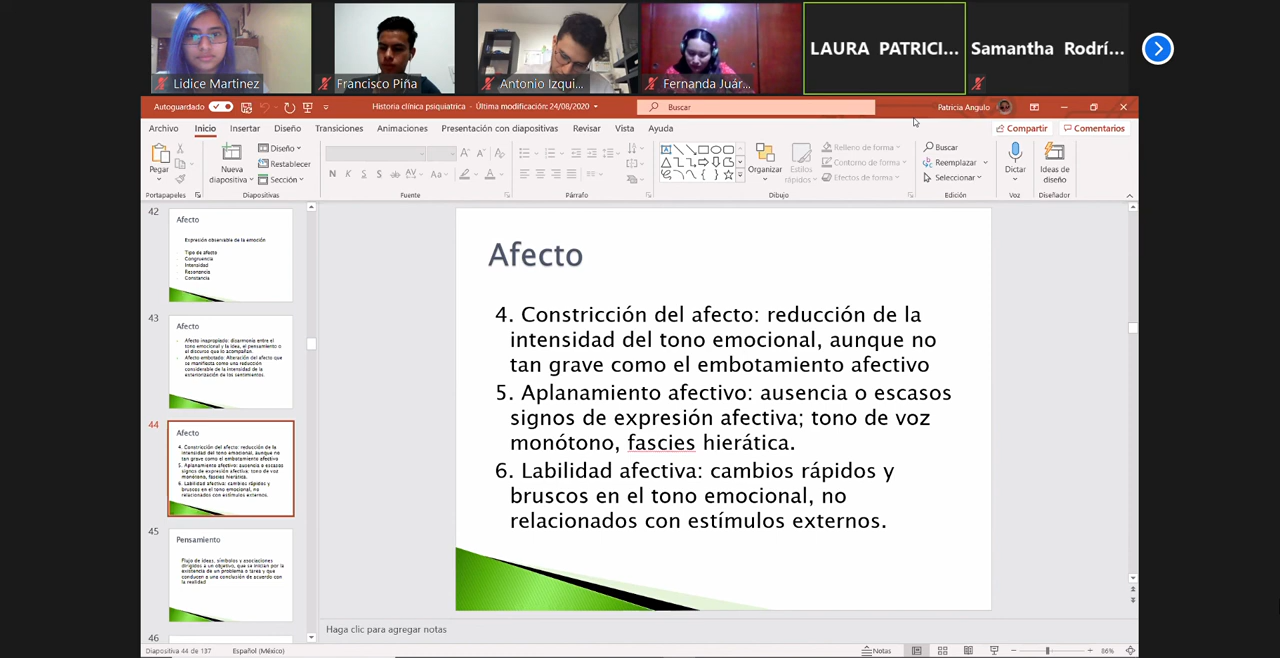 LAURA PATRICI...
Samantha Rodrí...
Lidice Martinez
Francisco Piña
Antonio Izqui...
Fernanda Juár...
Autoguardado
Historia clínica psiquiátrica - Última modificación: 24/08/2020
Buscar
Patricia Angulo
Archivo
Inicio
Insertar
Diseño
Transiciones
Animaciones
Presentación con diapositivas
Revisar
Vista
Ayuda
Compartir
Comentarios
Pegar
Nueva
diapositiva
Diseño
Restablecer
Sección
N K S S ab AV Aa A
Organizar
Estilos
rápidos
Relleno de forma
Contorno de forma
Efectos de forma
Buscar
Reemplazar
Seleccionar
Dictar
Ideas de
diseño
Portapapeles
Diapositivas
Fuente
Párrafo
Dibujo
Edición
Voz
Diseñador
42
Afecto
Expresión observable de la emoción
Tipo de afecto
Congruencia
Intensidad
Resonancia
Constancia
43
Afecto
Afecto inapropiado: disarmonía entre el
tono emocional y la idea, el pensamiento o
el discurso que lo acompañan.
Afecto embotado: Alteración del afecto que
se manifiesta como una reducción
considerable de la intensidad de la
exteriorización de los sentimientos.
44
Afecto
4. Constricción del afecto: reducción de la
intensidad del tono emocional, aunque no
tan grave como el embotamiento afectivo
5. Aplanamiento afectivo: ausencia o escasos
signos de expresión afectiva; tono de voz
monótono, fascies hierática.
6. Labilidad afectiva: cambios rápidos y
bruscos en el tono emocional, no
relacionados con estímulos externos.
45
Pensamiento
Flujo de ideas, símbolos y asociaciones
dirigidos a un objetivo, que se inician por la
existencia de un problema o tarea y que
conducen a una conclusión de acuerdo con
la realidad
46
Afecto
4. Constricción del afecto: reducción de la
intensidad del tono emocional, aunque no
tan grave como el embotamiento afectivo
5. Aplanamiento afectivo: ausencia o escasos
signos de expresión afectiva; tono de voz
monótono, fascies hierática.
6. Labilidad afectiva: cambios rápidos y
bruscos en el tono emocional, no
relacionados con estímulos externos.
Haga clic para agregar notas
Diapositiva 44 de 137
Español (México)
Notas
86%